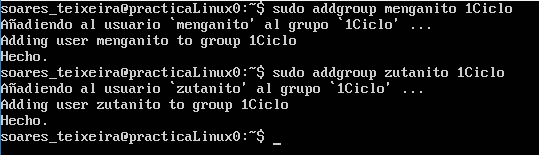 soares_teixeira@practicaLinux0:~$ sudo addgroup menganito 1Ciclo
Añadiendo al usuario `menganito' al grupo `1Ciclo' ...
Adding user menganito to group 1Ciclo
Hecho.
soares_teixeira@practicaLinux0:~$ sudo addgroup zutanito 1Ciclo
Añadiendo al usuario `zutanito' al grupo `1Ciclo' ...
Adding user zutanito to group 1Ciclo
Hecho.
soares_teixeira@practicaLinux0:~$ _